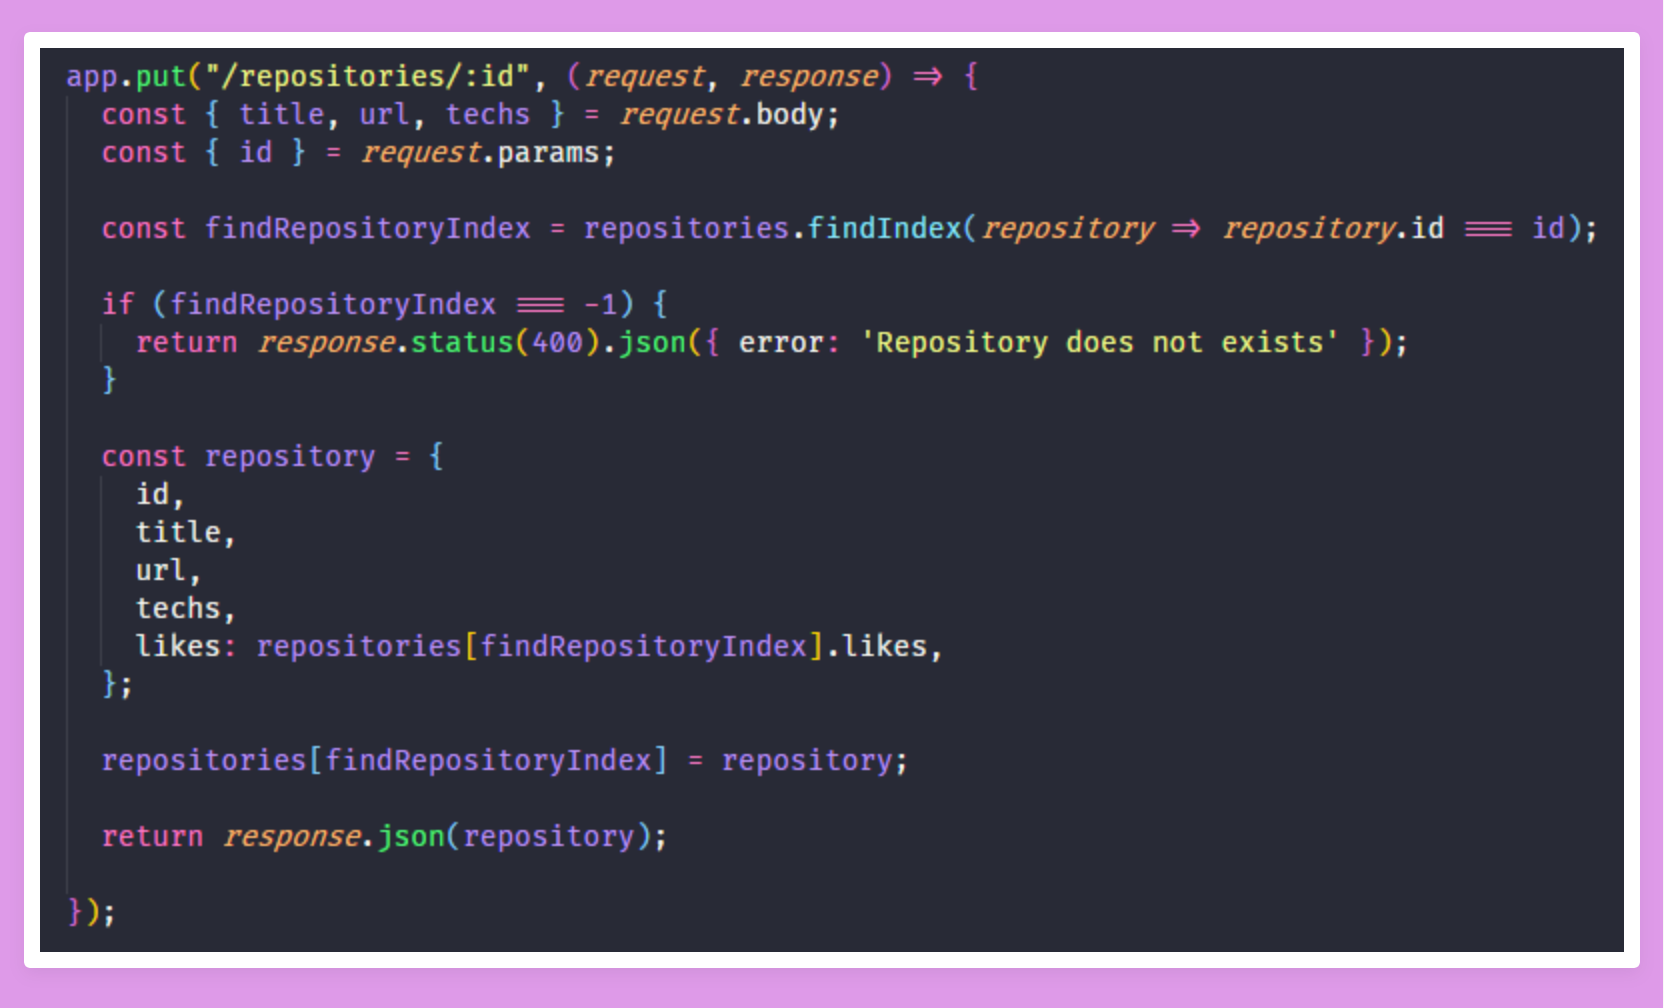 app.put("/repositories/:id", (request, response) => {
  const { title, url, techs } = request.body;
  const { id } = request.params;

  const findRepositoryIndex = repositories.findIndex(repository => repository.id === id);

  if (findRepositoryIndex === -1) {
    return response.status(400).json({ error: 'Repository does not exists' });
  }

  const repository = {
    id,
    title,
    url,
    techs,
    likes: repositories[findRepositoryIndex].likes,
  };

  repositories[findRepositoryIndex] = repository;

  return response.json(repository);

});